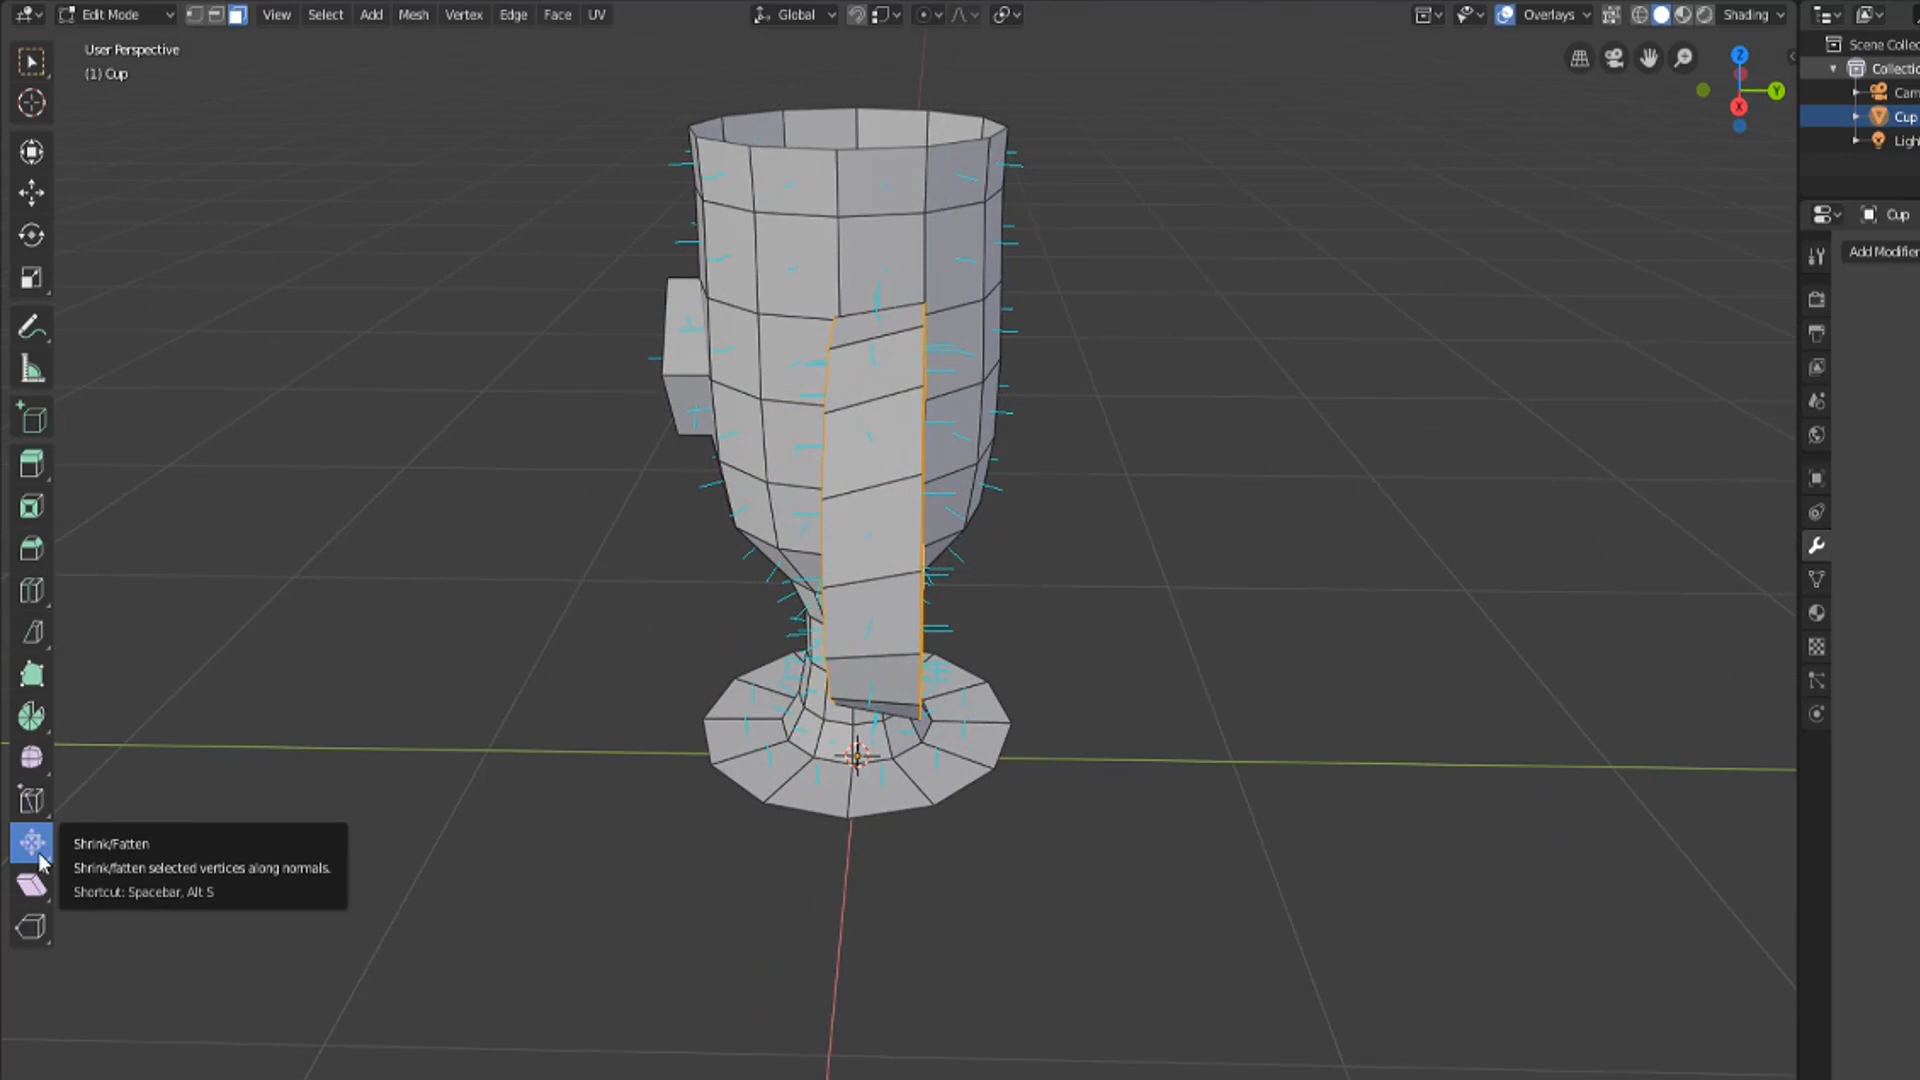 Edit Mode View Select Add Mesh Vertex Edge Face UV Global Overlays Shading
User Perspective
(1) Cup
Z
Y
X
Scene Collec
Collectio
Cam
Cup
Ligh
Cup
Add Modifier
Shrink/Fatten
Shrink/fatten selected vertices along normals.
Shortcut: Spacebar, Alt S